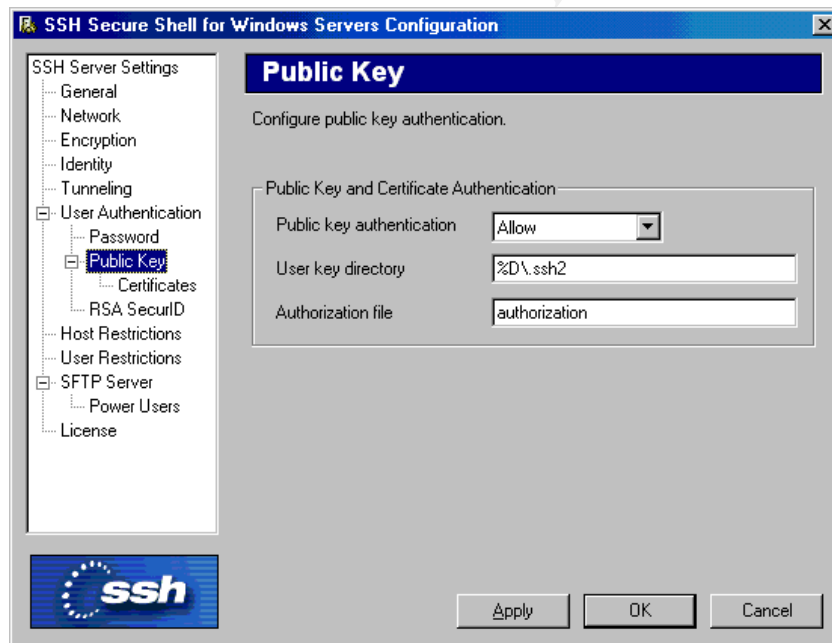 SSH Secure Shell for Windows Servers Configuration
SSH Server Settings
General
Network
Encryption
Identity
Tunneling
User Authentication
Password
Public Key
Certificates
RSA SecurID
Host Restrictions
User Restrictions
SFTP Server
Power Users
License
ssh
Public Key
Configure public key authentication.
Public Key and Certificate Authentication
Public key authentication
Allow
User key directory
%D\.ssh2
Authorization file
authorization
Apply
OK
Cancel